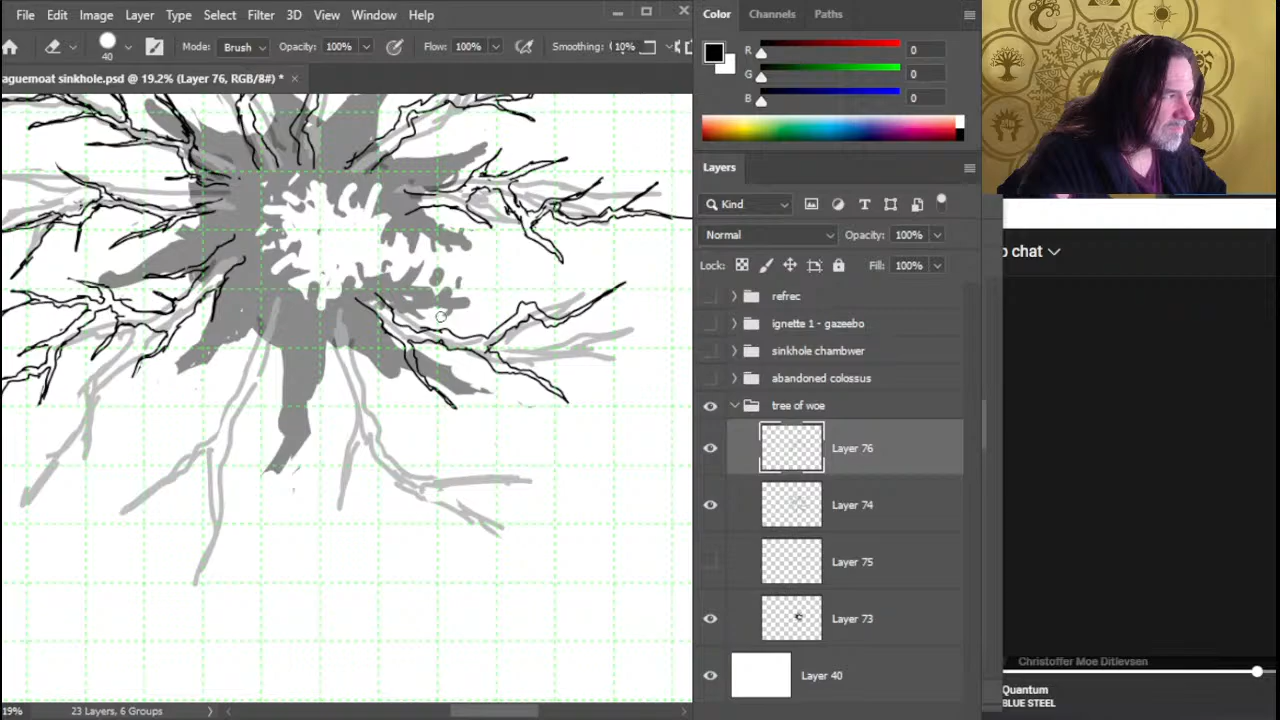 File Edit Image Layer Type Select Filter 3D View Window Help
40 Mode: Brush Opacity: 100% Flow: 100% Smoothing: 10%
aguemoat sinkhole.psd @ 19.2% (Layer 76, RGB/8#) * ×
Color Channels Paths
R 0
G 0
B 0
Layers
Kind
Normal Opacity: 100%
Lock: Fill: 100%
refrec
ignette 1 - gazeebo
sinkhole chambwer
abandoned colossus
tree of woe
Layer 76
Layer 74
Layer 75
Layer 73
Layer 40
19% 23 Layers, 6 Groups
chat
Christoffer Moe Ditlevsen
Quantum
BLUE STEEL